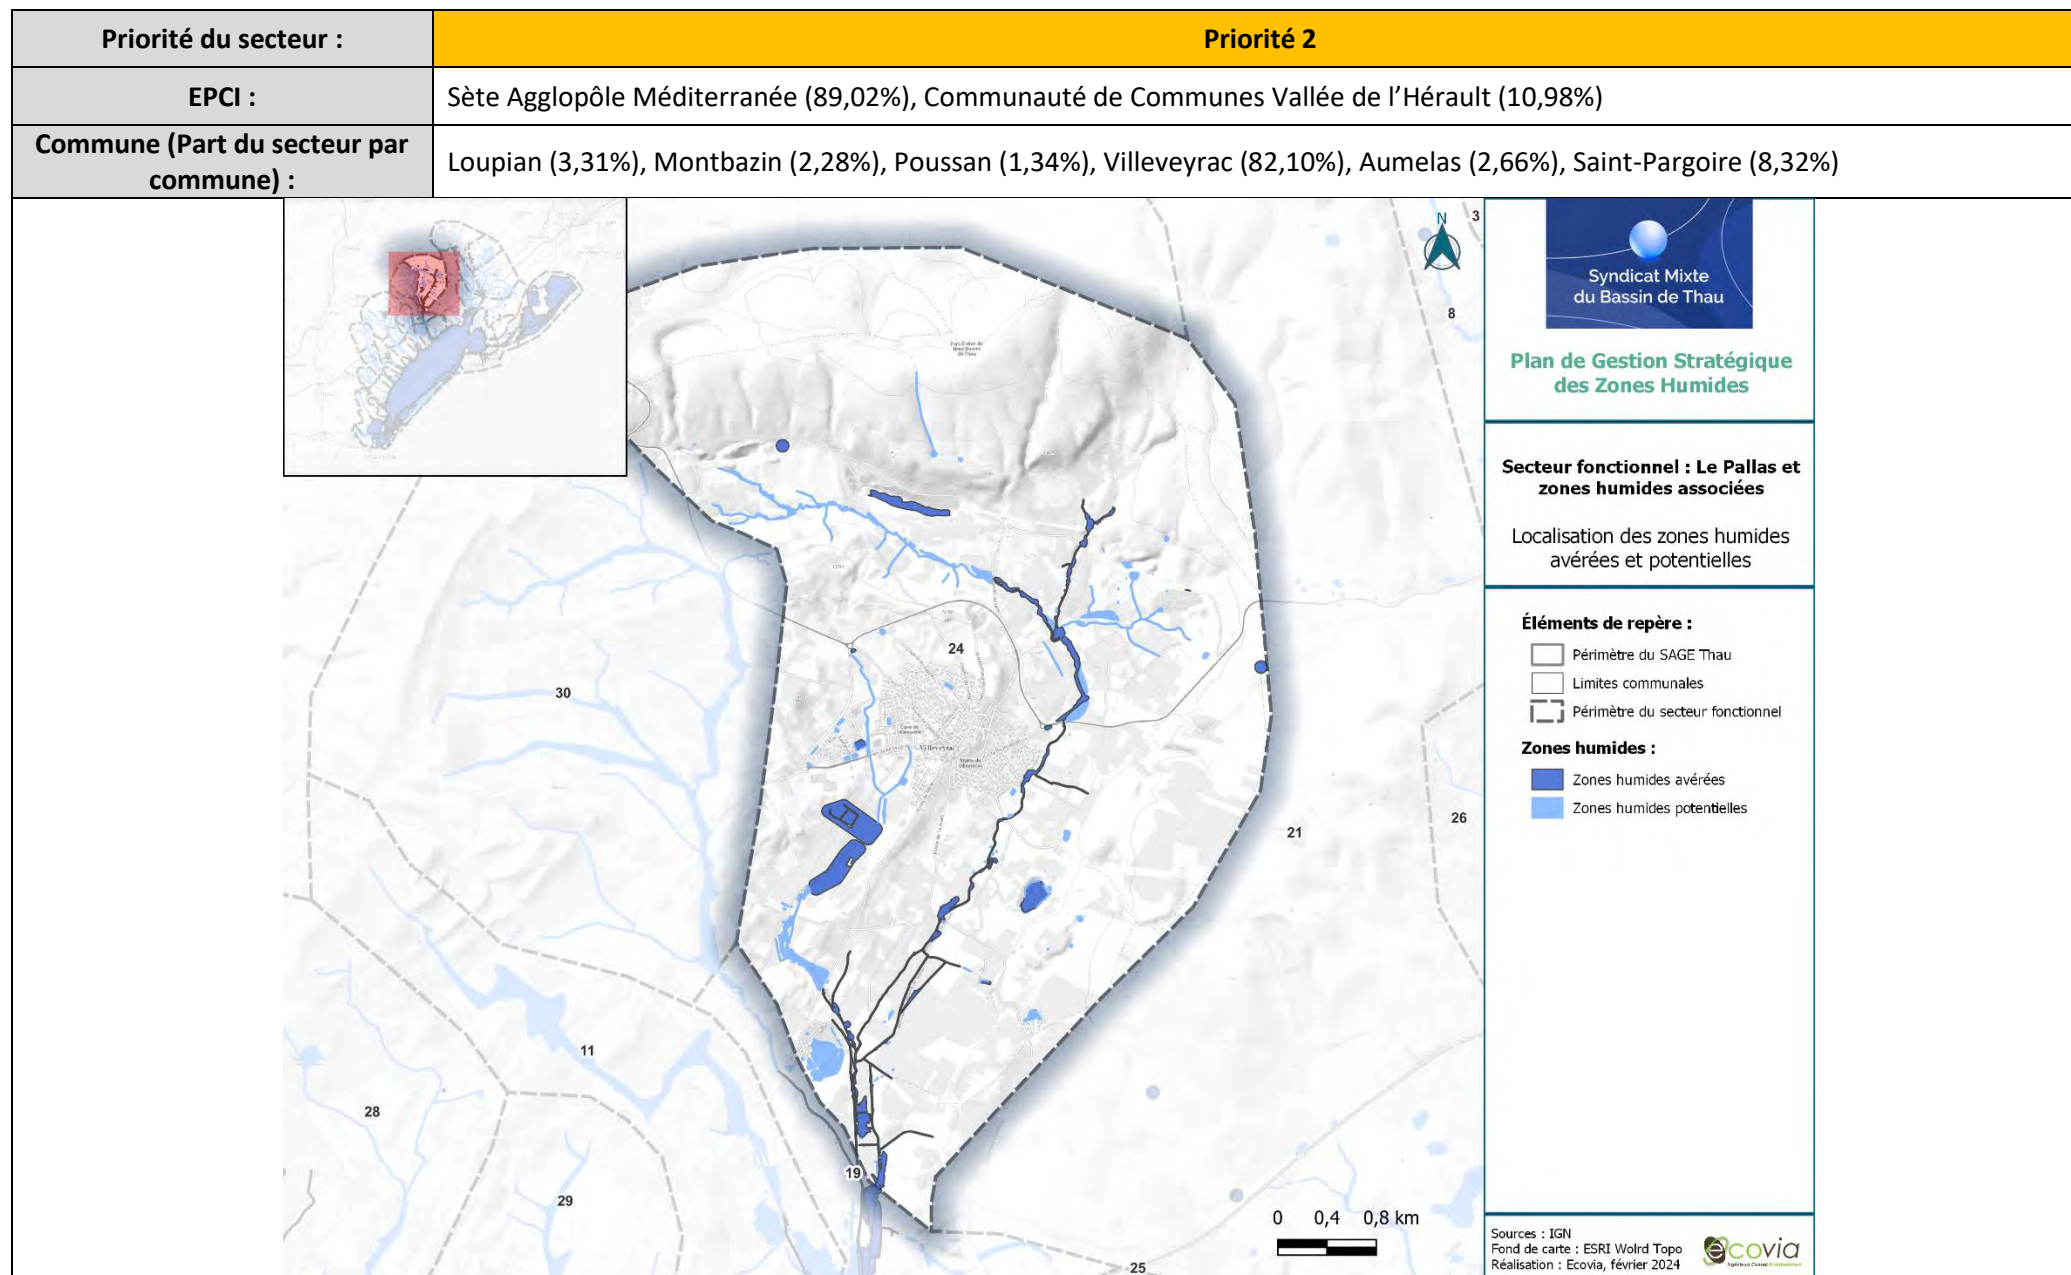 Priorité du secteur :
Priorité 2
EPCI :
Sète Agglopôle Méditerranée (89,02%), Communauté de Communes Vallée de l’Hérault (10,98%)
Commune (Part du secteur par
commune) :
Loupian (3,31%), Montbazin (2,28%), Poussan (1,34%), Villeveyrac (82,10%), Aumelas (2,66%), Saint-Pargoire (8,32%)
N
3
8
24
30
21
26
11
28
19
29
25
Villeveyrac
0 0,4 0,8 km
Syndicat Mixte
du Bassin de Thau
Plan de Gestion Stratégique
des Zones Humides
Secteur fonctionnel : Le Pallas et
zones humides associées
Localisation des zones humides
avérées et potentielles
Éléments de repère :
Périmètre du SAGE Thau
Limites communales
Périmètre du secteur fonctionnel
Zones humides :
Zones humides avérées
Zones humides potentielles
Sources : IGN
Fond de carte : ESRI Wolrd Topo
Réalisation : Ecovia, février 2024
ecovia